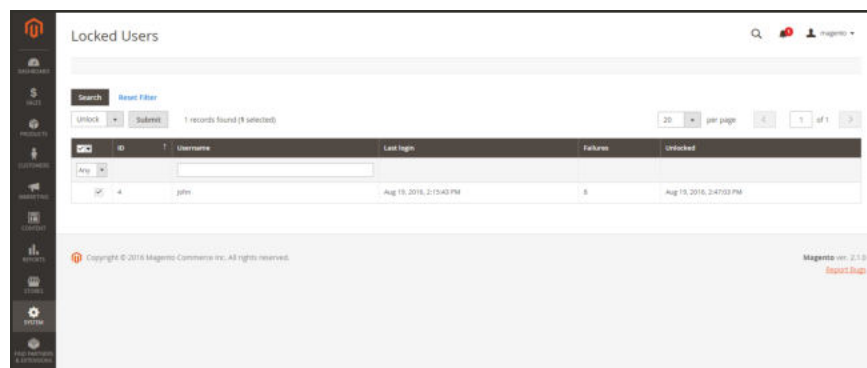 Locked Users
1
magento
DASHBOARD
SALES
PRODUCTS
CUSTOMERS
MARKETING
CONTENT
REPORTS
STORES
SYSTEM
FIND PARTNERS
& EXTENSIONS
Search Reset Filter
Unlock Submit 1 records found (1 selected) 20 per page 1 of 1
ID Username Last login Failures Unlocked
Any
4 john Aug 19, 2016, 2:15:43 PM 6 Aug 19, 2016, 2:47:03 PM
Copyright © 2016 Magento Commerce Inc. All rights reserved.
Magento ver. 2.1.0
Report Bugs